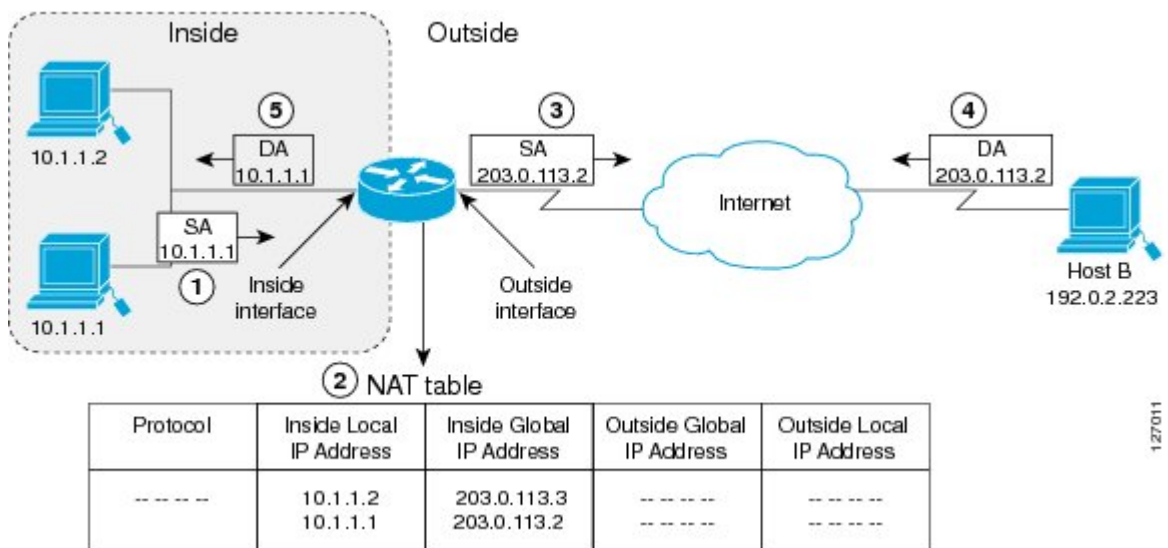 Inside
Outside
5
3
4
DA
10.1.1.1
SA
203.0.113.2
DA
203.0.113.2
10.1.1.2
Internet
SA
10.1.1.1
1
Inside
interface
Outside
interface
Host B
192.0.2.223
10.1.1.1
2 NAT table
Protocol
Inside Local
IP Address
Inside Global
IP Address
Outside Global
IP Address
Outside Local
IP Address
-- -- -- --
10.1.1.2
10.1.1.1
203.0.113.3
203.0.113.2
-- -- -- --
-- -- -- --
-- -- -- --
-- -- -- --
127011